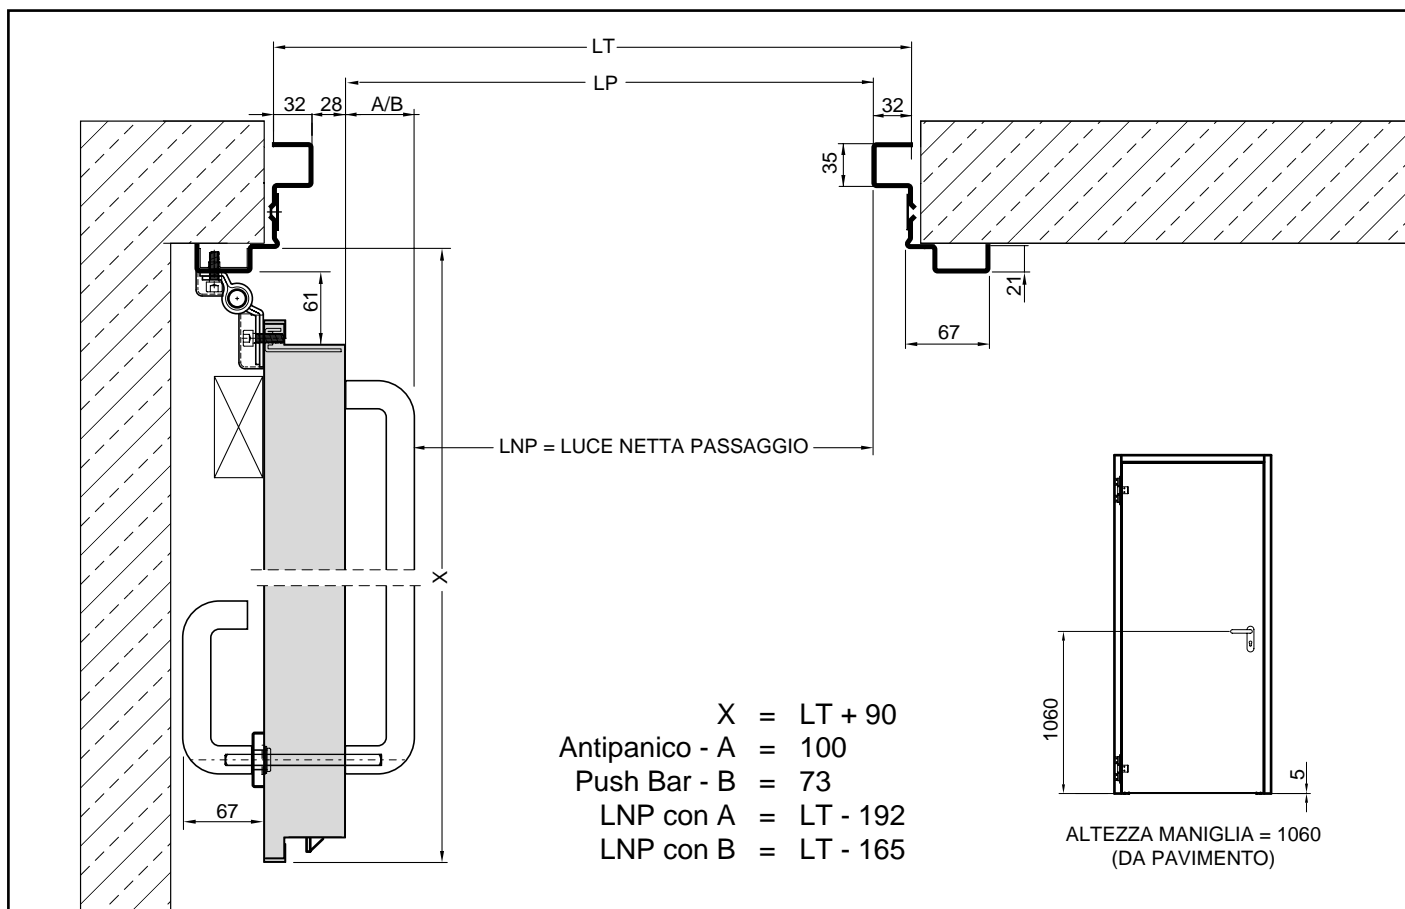 LT
LP
32 28 A/B 32
35
61
21
67
LNP = LUCE NETTA PASSAGGIO
X
67
X = LT + 90
Antipanico - A = 100
Push Bar - B = 73
LNP con A = LT - 192
LNP con B = LT - 165
1060
5
ALTEZZA MANIGLIA = 1060
(DA PAVIMENTO)